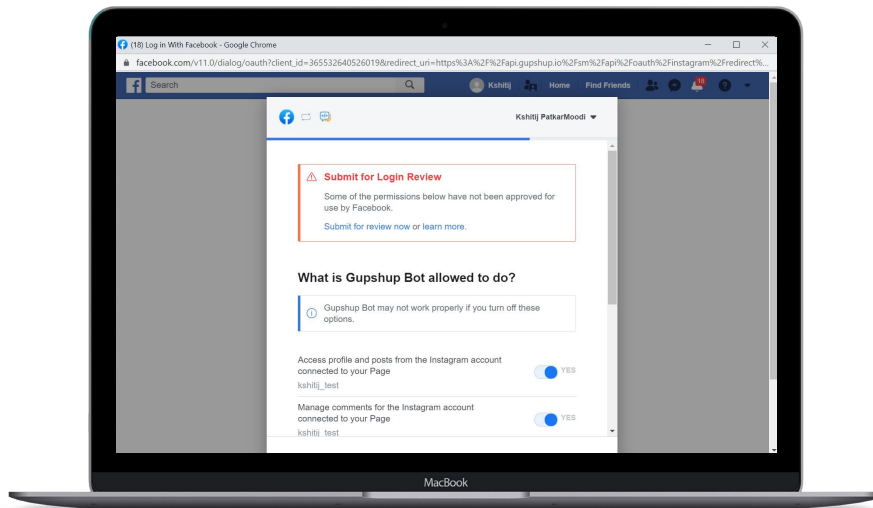 (18) Log in With Facebook - Google Chrome
facebook.com/v11.0/dialog/oauth?client_id=365532640526019&redirect_uri=https%3A%2F%2Fapi.gupshup.io%2Fsm%2Fapi%2Foauth%2Finstagram%2Fredirect%...
Search Kshitij Home Find Friends 18
Kshitij PatkarMoodi
Submit for Login Review
Some of the permissions below have not been approved for
use by Facebook.
Submit for review now or learn more.
What is Gupshup Bot allowed to do?
Gupshup Bot may not work properly if you turn off these
options.
Access profile and posts from the Instagram account
connected to your Page
YES
kshitij_test
Manage comments for the Instagram account
connected to your Page
YES
kshitij_test
MacBook